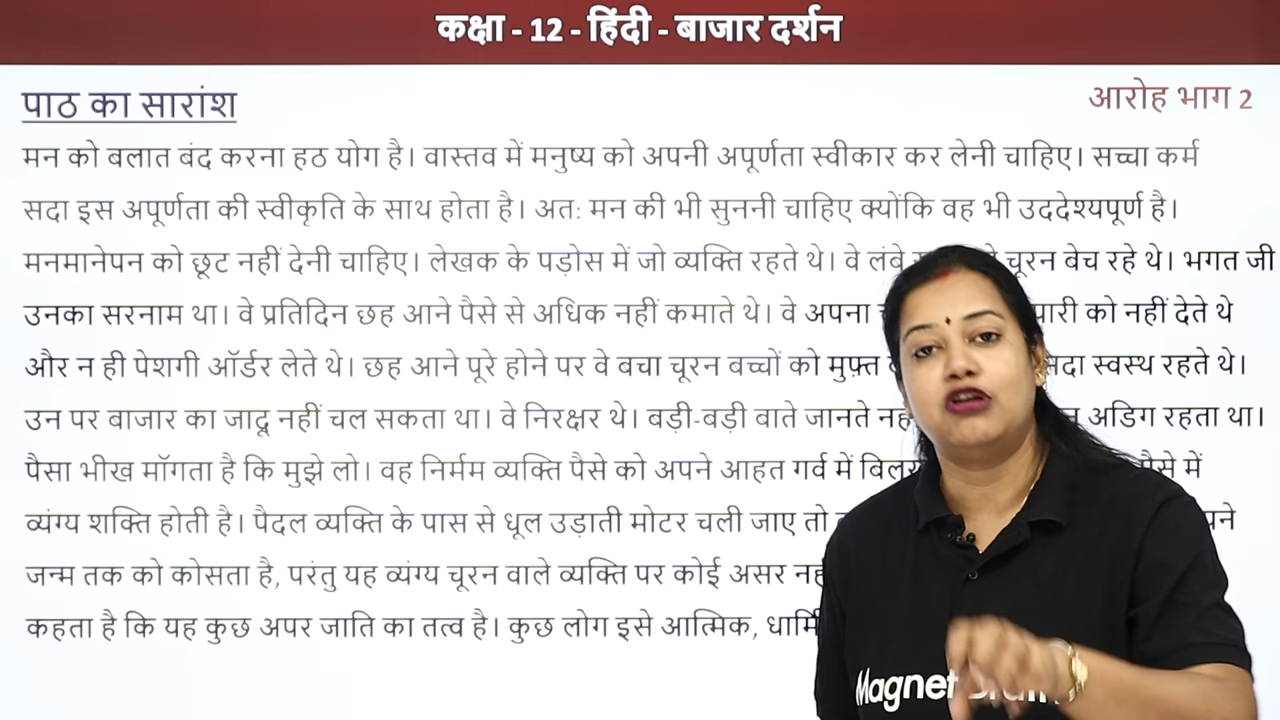 कक्षा - 12 - हिंदी - बाजार दर्शन
पाठ का सारांश
आरोह भाग 2
मन को बलात बंद करना हठ योग है। वास्तव में मनुष्य को अपनी अपूर्णता स्वीकार कर लेनी चाहिए। सच्चा कर्म
सदा इस अपूर्णता की स्वीकृति के साथ होता है। अत: मन की भी सुननी चाहिए क्योंकि वह भी उददेश्यपूर्ण है।
मनमानेपन को छूट नहीं देनी चाहिए। लेखक के पड़ोस में जो व्यक्ति रहते थे। वे लंवे चूरन बेच रहे थे। भगत जी
उनका सरनाम था। वे प्रतिदिन छह आने पैसे से अधिक नहीं कमाते थे। वे अपना को नहीं देते थे
और न ही पेशगी ऑर्डर लेते थे। छह आने पूरे होने पर वे बचा चूरन बच्चों को मुफ़्त स्वस्थ रहते थे।
उन पर बाजार का जादू नहीं चल सकता था। वे निरक्षर थे। बड़ी-बड़ी बाते जानते अडिग रहता था।
पैसा भीख मॉगता है कि मुझे लो। वह निर्मम व्यक्ति पैसे को अपने आहत गर्व में में
व्यंग्य शक्ति होती है। पैदल व्यक्ति के पास से धूल उड़ाती मोटर चली जाए तो
जन्म तक को कोसता है, परंतु यह व्यंग्य चूरन वाले व्यक्ति पर कोई असर
कहता है कि यह कुछ अपर जाति का तत्व है। कुछ लोग इसे आत्मिक,
Magnet